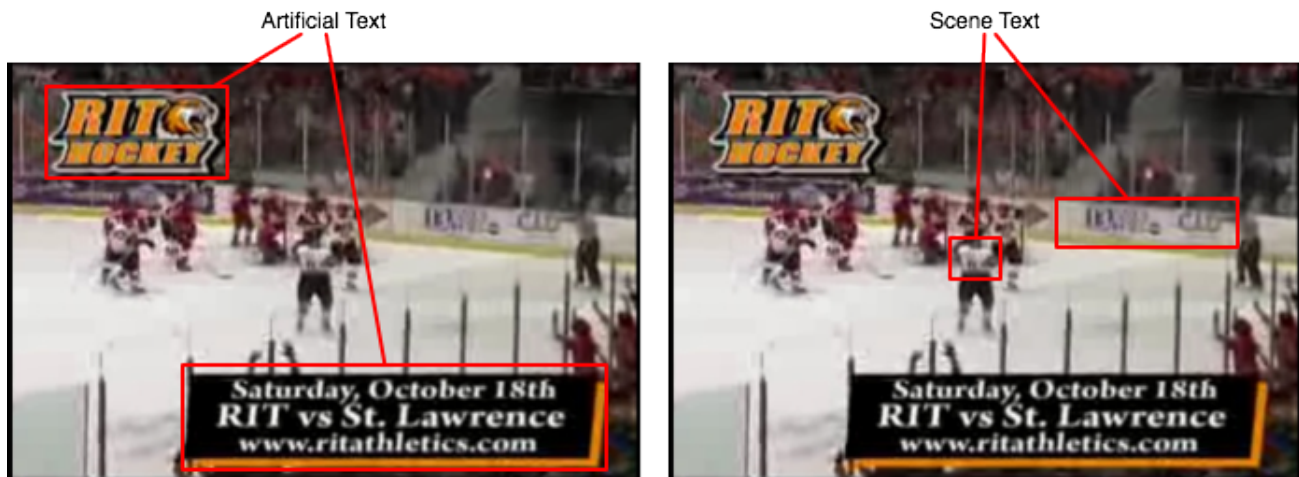 Artificial Text
Scene Text
RIT
HOCKEY
Saturday, October 18th
RIT vs St. Lawrence
www.ritathletics.com
RIT
HOCKEY
Saturday, October 18th
RIT vs St. Lawrence
www.ritathletics.com